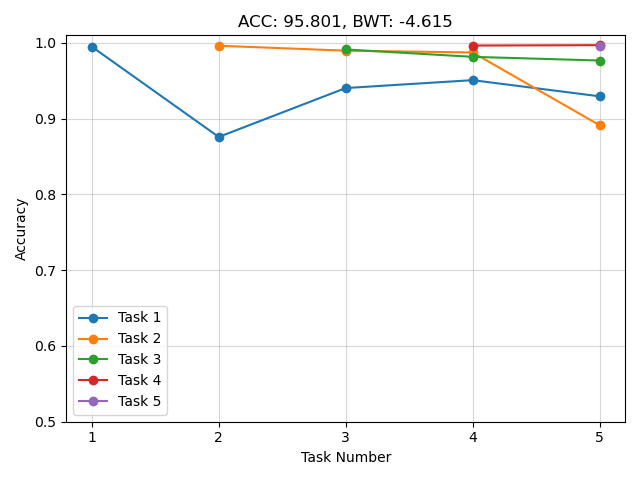 ACC: 95.801, BWT: -4.615
1.0
0.9
0.8
0.7
0.6
0.5
Accuracy
Task 1
Task 2
Task 3
Task 4
Task 5
1 2 3 4 5
Task Number